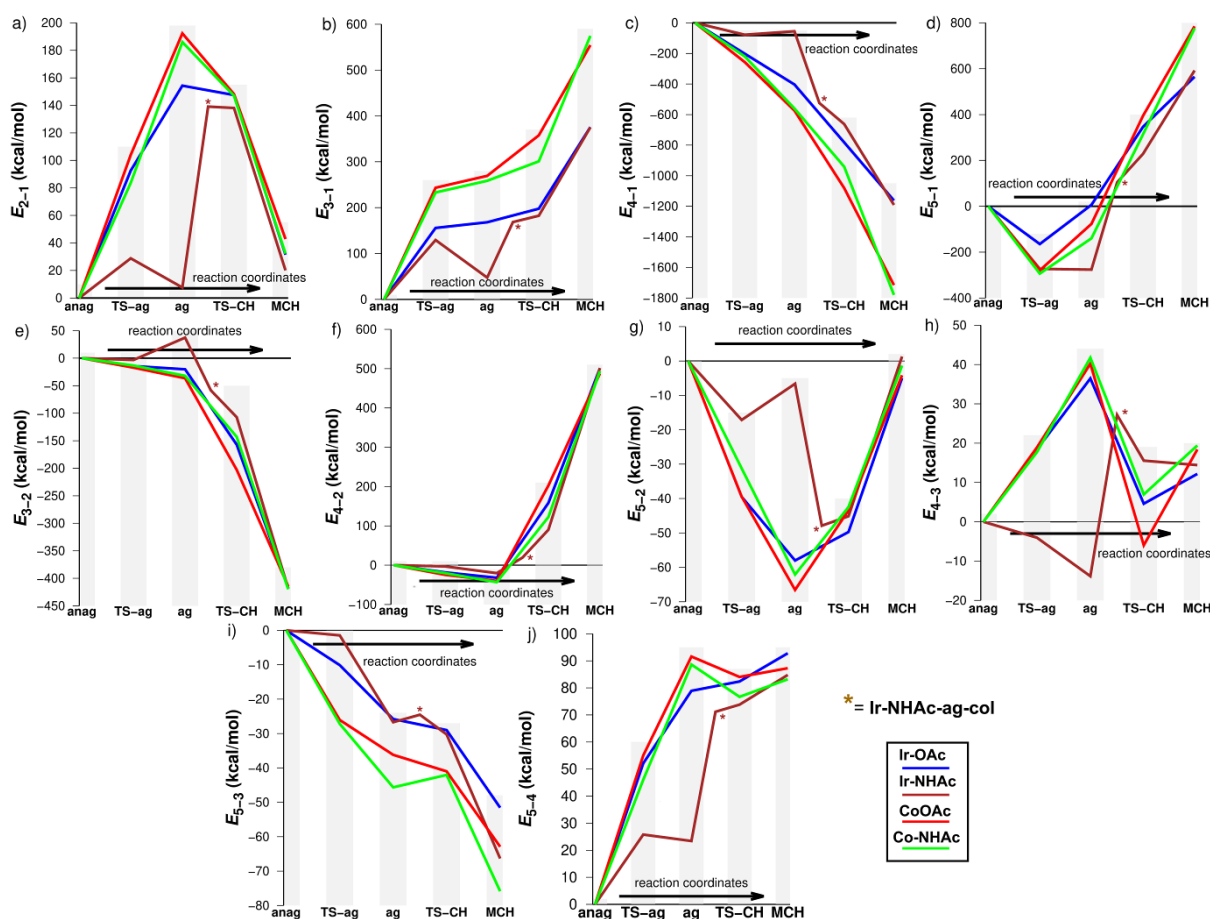 a)
E2−1 (kcal/mol)
200
180
160
140
120
100
80
60
40
20
0
*
reaction coordinates
anag TS−ag ag TS−CH MCH
b)
E3−1 (kcal/mol)
600
500
400
300
200
100
0
*
reaction coordinates
anag TS−ag ag TS−CH MCH
c)
E4−1 (kcal/mol)
0
−200
−400
−600
−800
−1000
−1200
−1400
−1600
−1800
*
reaction coordinates
anag TS−ag ag TS−CH MCH
d)
E5−1 (kcal/mol)
800
600
400
200
0
−200
−400
reaction coordinates
*
anag TS−ag ag TS−CH MCH
e)
E3−2 (kcal/mol)
50
0
−50
−100
−150
−200
−250
−300
−350
−400
−450
reaction coordinates
*
anag TS−ag ag TS−CH MCH
f)
E4−2 (kcal/mol)
600
500
400
300
200
100
0
−100
*
reaction coordinates
anag TS−ag ag TS−CH MCH
g)
E5−2 (kcal/mol)
10
0
−10
−20
−30
−40
−50
−60
−70
reaction coordinates
*
anag TS−ag ag TS−CH MCH
h)
E4−3 (kcal/mol)
50
40
30
20
10
0
−10
−20
*
reaction coordinates
anag TS−ag ag TS−CH MCH
i)
E5−3 (kcal/mol)
0
−10
−20
−30
−40
−50
−60
−70
−80
reaction coordinates
*
anag TS−ag ag TS−CH MCH
j)
E5−4 (kcal/mol)
100
90
80
70
60
50
40
30
20
10
0
*
reaction coordinates
anag TS−ag ag TS−CH MCH
*= Ir-NHAc-ag-col
Ir-OAc
Ir-NHAc
CoOAc
Co-NHAc